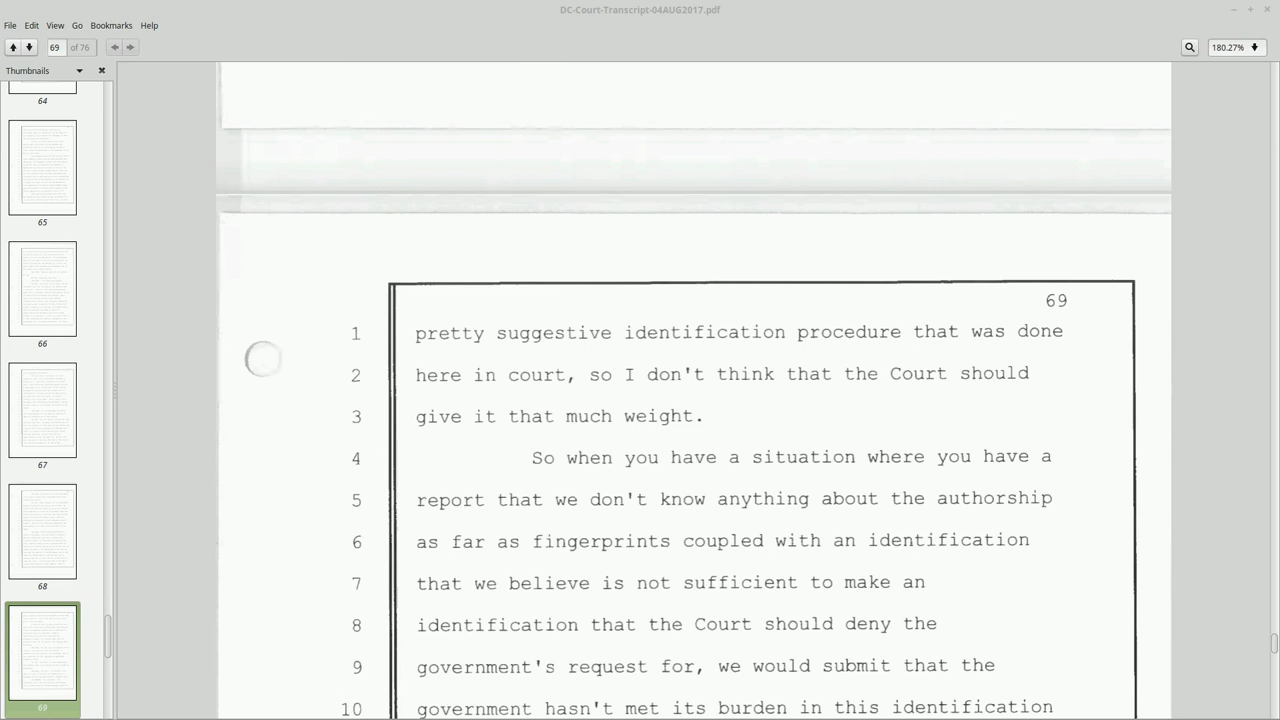 DC-Court-Transcript-04AUG2017.pdf
File Edit View Go Bookmarks Help
69 of 76
180.27%
Thumbnails
64
65
66
67
68
69
69
1 pretty suggestive identification procedure that was done
2 here in court, so I don't think that the Court should
3 give it that much weight.
4 So when you have a situation where you have a
5 report that we don't know anything about the authorship
6 as far as fingerprints coupled with an identification
7 that we believe is not sufficient to make an
8 identification that the Court should deny the
9 government's request for, we would submit that the
10 government hasn't met its burden in this identification